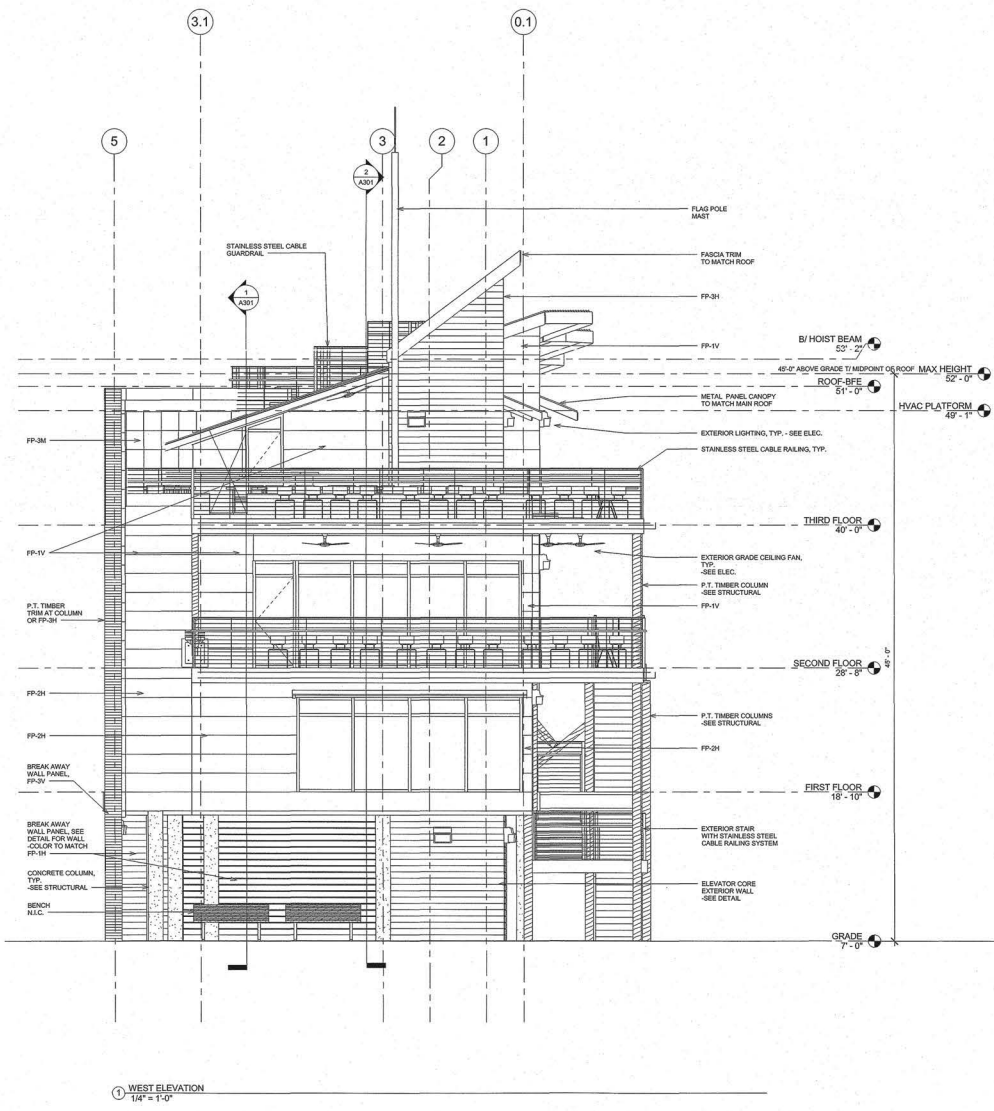 3.1
0.1
5
3
2
1
2
A301
FLAG POLE
MAST
STAINLESS STEEL CABLE
GUARDRAIL
FASCIA TRIM
TO MATCH ROOF
1
A301
FP-3H
B/ HOIST BEAM
53' - 2"
FP-1V
45'-0" ABOVE GRADE T/ MIDPOINT OF ROOF MAX HEIGHT
52' - 0"
ROOF-BFE
51' - 0"
METAL PANEL CANOPY
TO MATCH MAIN ROOF
HVAC PLATFORM
49' - 1"
EXTERIOR LIGHTING, TYP. - SEE ELEC.
FP-3M
STAINLESS STEEL CABLE RAILING, TYP.
THIRD FLOOR
40' - 0"
FP-1V
EXTERIOR GRADE CEILING FAN,
TYP.
-SEE ELEC.
P.T. TIMBER COLUMN
-SEE STRUCTURAL
P.T. TIMBER
TRIM AT COLUMN
OR FP-3H
FP-1V
SECOND FLOOR
28' - 8"
45' - 0"
FP-2H
P.T. TIMBER COLUMNS
-SEE STRUCTURAL
FP-2H
FP-2H
BREAK AWAY
WALL PANEL,
FP-3V
FIRST FLOOR
18' - 10"
BREAK AWAY
WALL PANEL, SEE
DETAIL FOR WALL
-COLOR TO MATCH
FP-1H
EXTERIOR STAIR
WITH STAINLESS STEEL
CABLE RAILING SYSTEM
CONCRETE COLUMN,
TYP.
-SEE STRUCTURAL
ELEVATOR CORE
EXTERIOR WALL
-SEE DETAIL
BENCH
N.I.C.
GRADE
7' - 0"
1 WEST ELEVATION
1/4" = 1'-0"